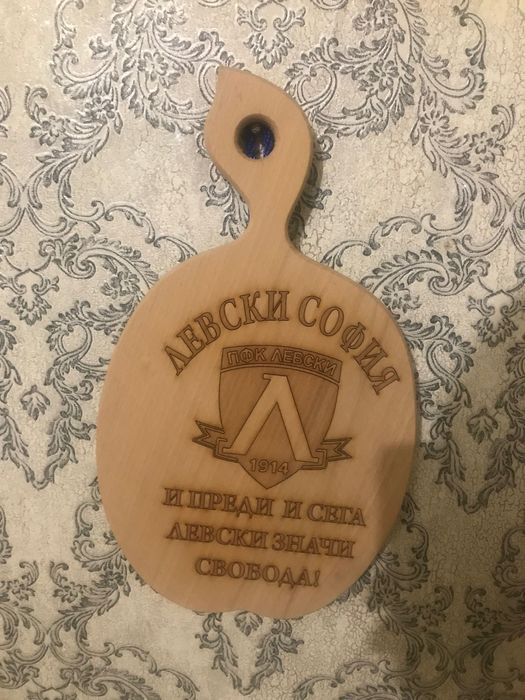 ЛЕВСКИ СОФИЯ
ПФК ЛЕВСКИ
Л
1914
И ПРЕДИ И СЕГА
ЛЕВСКИ ЗНАЧИ
СВОБОДА!